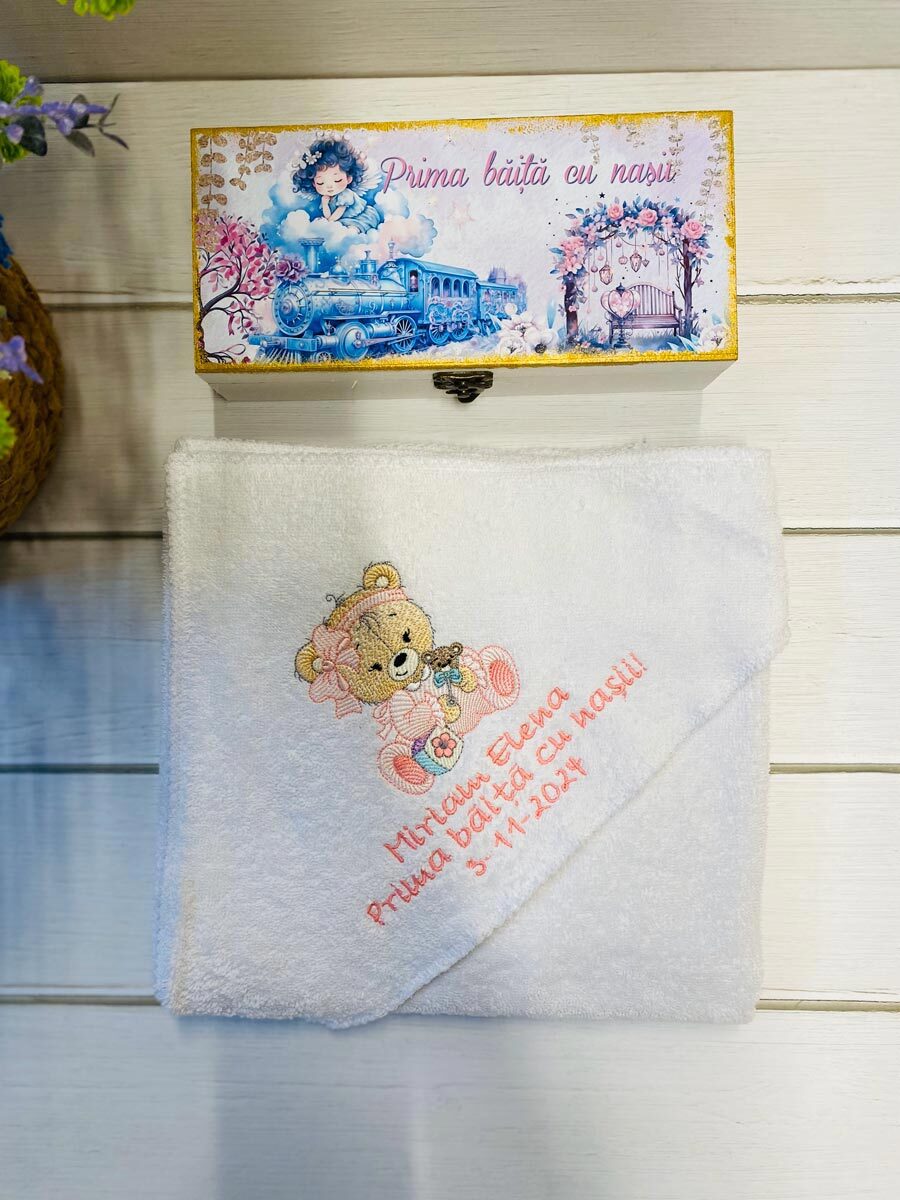 Prima băiță cu nașii
Miriam Elena
Prima băiță cu nașii!
3-11-2024